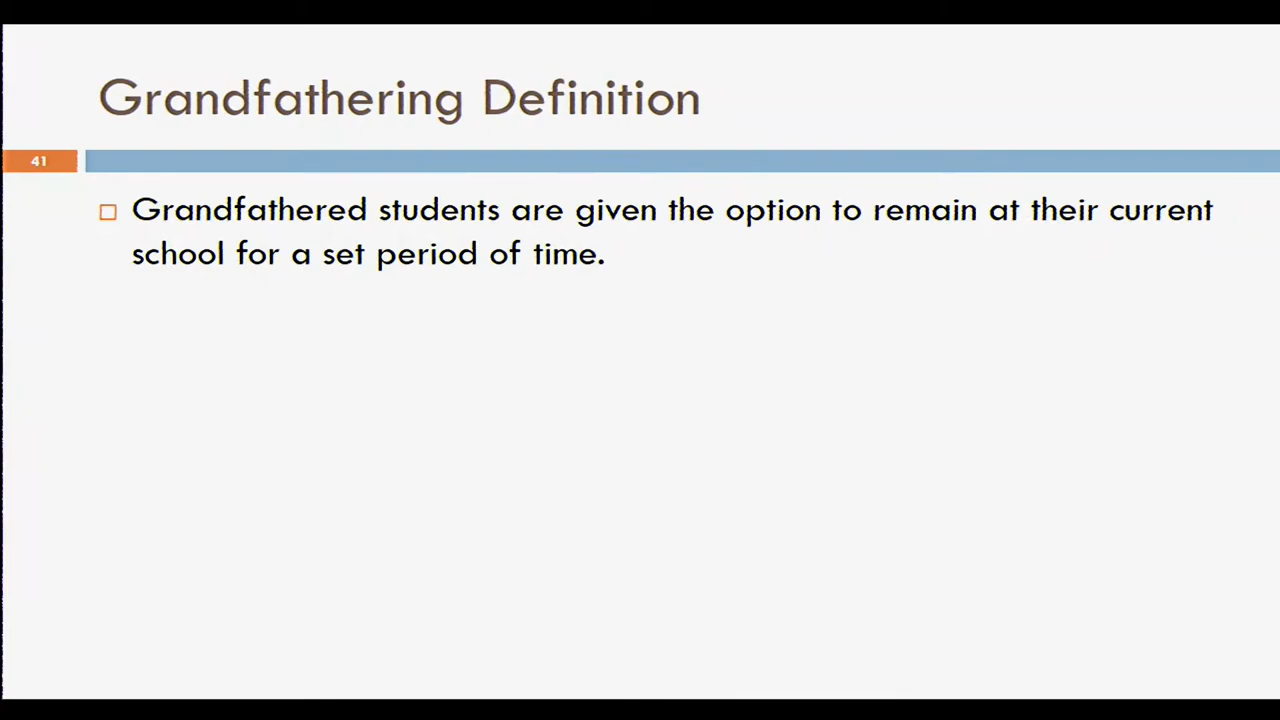 Grandfathering Definition
41
Grandfathered students are given the option to remain at their current
school for a set period of time.